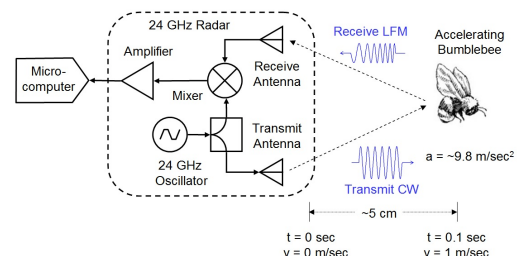 24 GHz Radar
Receive LFM
Accelerating
Bumblebee
Amplifier
Micro-
computer
Receive
Antenna
Mixer
Transmit
Antenna
24 GHz
Oscillator
a = ~9.8 m/sec²
Transmit CW
~5 cm
t = 0 sec
v = 0 m/sec
t = 0.1 sec
v = 1 m/sec